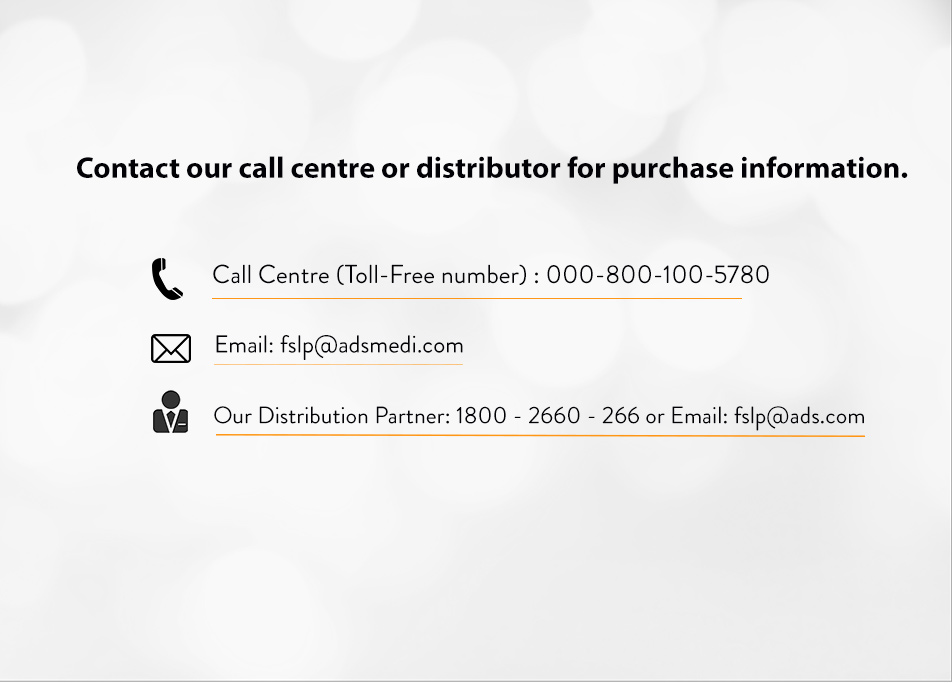 Contact our call centre or distributor for purchase information.
Call Centre (Toll-Free number) : 000-800-100-5780
Email: fslp@adsmedi.com
Our Distribution Partner: 1800 - 2660 - 266 or Email: fslp@ads.com